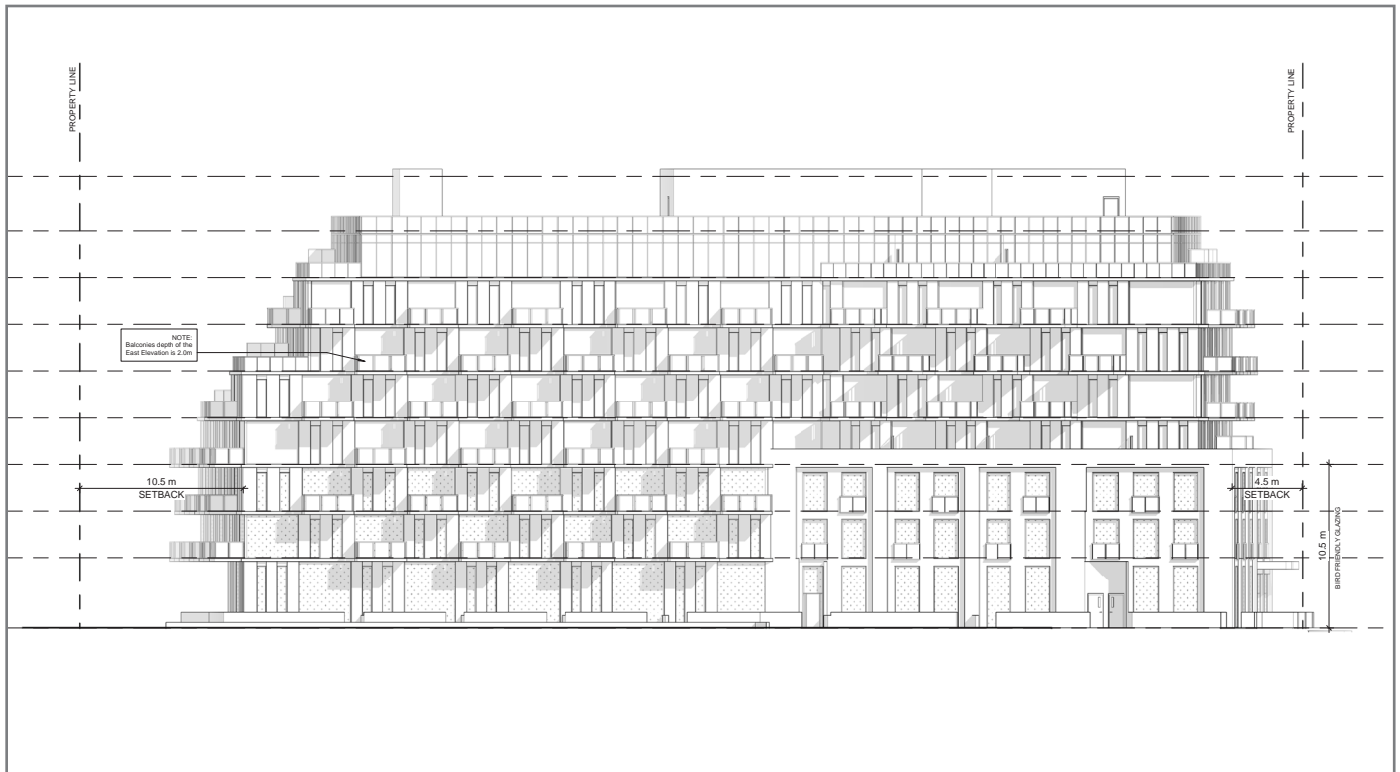 PROPERTY LINE
PROPERTY LINE
NOTE:
Balconies depth of the
East Elevation is 2.0m
10.5 m
SETBACK
4.5 m
SETBACK
10.5 m
BIRD FRIENDLY GLAZING